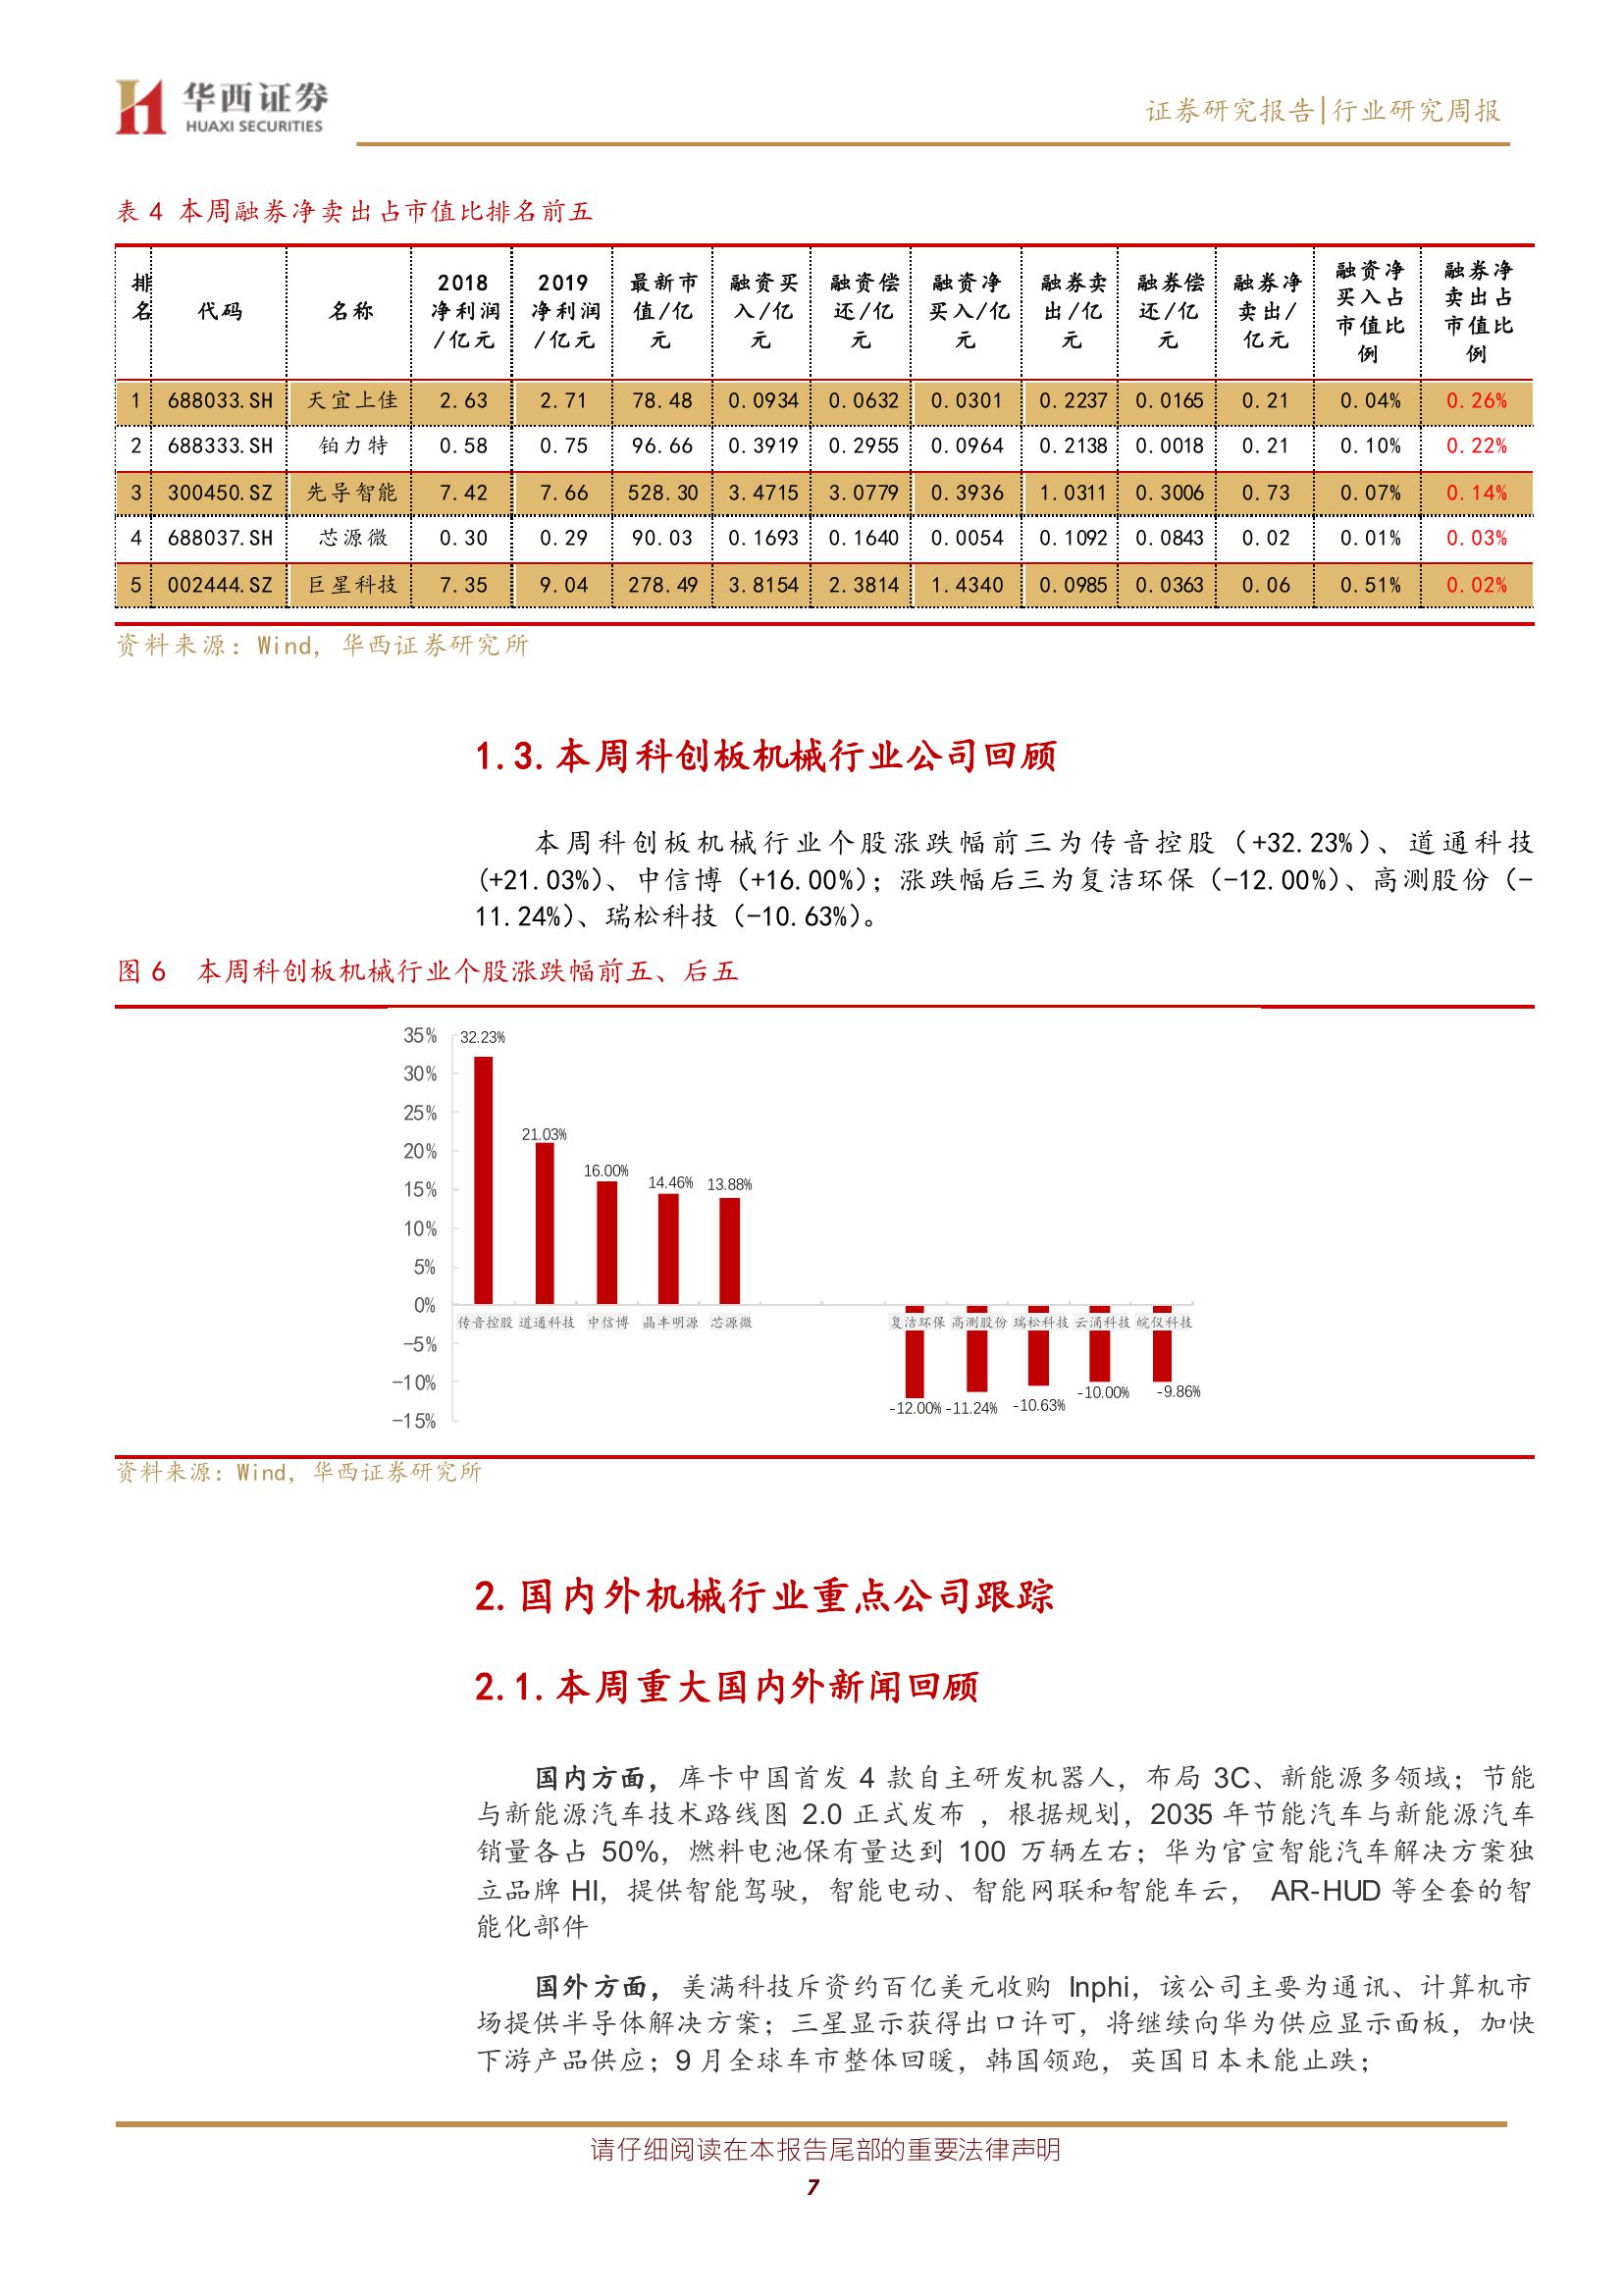 华西证券
HUAXI SECURITIES
证券研究报告|行业研究周报
表 4 本周融券净卖出占市值比排名前五
排名 代码 名称 2018净利润/亿元 2019净利润/亿元 最新市值/亿元 融资买入/亿元 融资偿还/亿元 融资净买入/亿元 融券卖出/亿元 融券偿还/亿元 融券净卖出/亿元 融资净买入占市值比例 融券净卖出占市值比例
1 688033.SH 天宜上佳 2.63 2.71 78.48 0.0934 0.0632 0.0301 0.2237 0.0165 0.21 0.04% 0.26%
2 688333.SH 铂力特 0.58 0.75 96.66 0.3919 0.2955 0.0964 0.2138 0.0018 0.21 0.10% 0.22%
3 300450.SZ 先导智能 7.42 7.66 528.30 3.4715 3.0779 0.3936 1.0311 0.3006 0.73 0.07% 0.14%
4 688037.SH 芯源微 0.30 0.29 90.03 0.1693 0.1640 0.0054 0.1092 0.0843 0.02 0.01% 0.03%
5 002444.SZ 巨星科技 7.35 9.04 278.49 3.8154 2.3814 1.4340 0.0985 0.0363 0.06 0.51% 0.02%
资料来源：Wind，华西证券研究所
1.3.本周科创板机械行业公司回顾
本周科创板机械行业个股涨跌幅前三为传音控股（+32.23%）、道通科技
(+21.03%)、中信博（+16.00%）；涨跌幅后三为复洁环保（-12.00%）、高测股份（-
11.24%）、瑞松科技（-10.63%）。
图 6 本周科创板机械行业个股涨跌幅前五、后五
35%
30%
25%
20%
15%
10%
5%
0%
-5%
-10%
-15%
32.23%
21.03%
16.00%
14.46%
13.88%
传音控股 道通科技 中信博 晶丰明源 芯源微 复洁环保 高测股份 瑞松科技 云涌科技 皖仪科技
-12.00%
-11.24%
-10.63%
-10.00%
-9.86%
资料来源：Wind，华西证券研究所
2.国内外机械行业重点公司跟踪
2.1.本周重大国内外新闻回顾
国内方面，库卡中国首发 4 款自主研发机器人，布局 3C、新能源多领域；节能
与新能源汽车技术路线图 2.0 正式发布 ，根据规划，2035 年节能汽车与新能源汽车
销量各占 50%，燃料电池保有量达到 100 万辆左右；华为官宣智能汽车解决方案独
立品牌 HI，提供智能驾驶，智能电动、智能网联和智能车云， AR-HUD 等全套的智
能化部件
国外方面，美满科技斥资约百亿美元收购 Inphi，该公司主要为通讯、计算机市
场提供半导体解决方案；三星显示获得出口许可，将继续向华为供应显示面板，加快
下游产品供应；9 月全球车市整体回暖，韩国领跑，英国日本未能止跌；
请仔细阅读在本报告尾部的重要法律声明
7